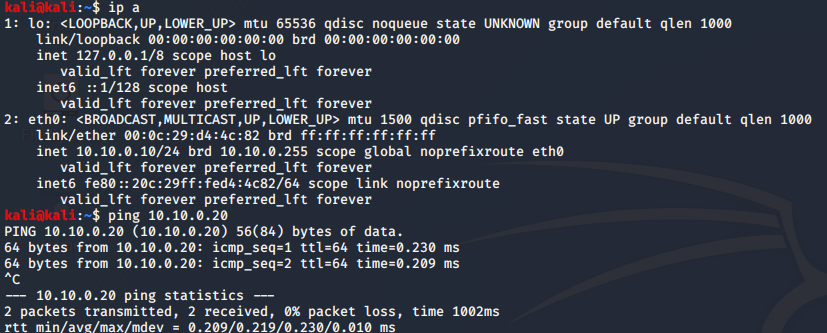 kali@kali:~$ ip a
1: lo: <LOOPBACK,UP,LOWER_UP> mtu 65536 qdisc noqueue state UNKNOWN group default qlen 1000
    link/loopback 00:00:00:00:00:00 brd 00:00:00:00:00:00
    inet 127.0.0.1/8 scope host lo
       valid_lft forever preferred_lft forever
    inet6 ::1/128 scope host
       valid_lft forever preferred_lft forever
2: eth0: <BROADCAST,MULTICAST,UP,LOWER_UP> mtu 1500 qdisc pfifo_fast state UP group default qlen 1000
    link/ether 00:0c:29:d4:4c:82 brd ff:ff:ff:ff:ff:ff
    inet 10.10.0.10/24 brd 10.10.0.255 scope global noprefixroute eth0
       valid_lft forever preferred_lft forever
    inet6 fe80::20c:29ff:fed4:4c82/64 scope link noprefixroute
       valid_lft forever preferred_lft forever
kali@kali:~$ ping 10.10.0.20
PING 10.10.0.20 (10.10.0.20) 56(84) bytes of data.
64 bytes from 10.10.0.20: icmp_seq=1 ttl=64 time=0.230 ms
64 bytes from 10.10.0.20: icmp_seq=2 ttl=64 time=0.209 ms
^C
--- 10.10.0.20 ping statistics ---
2 packets transmitted, 2 received, 0% packet loss, time 1002ms
rtt min/avg/max/mdev = 0.209/0.219/0.230/0.010 ms